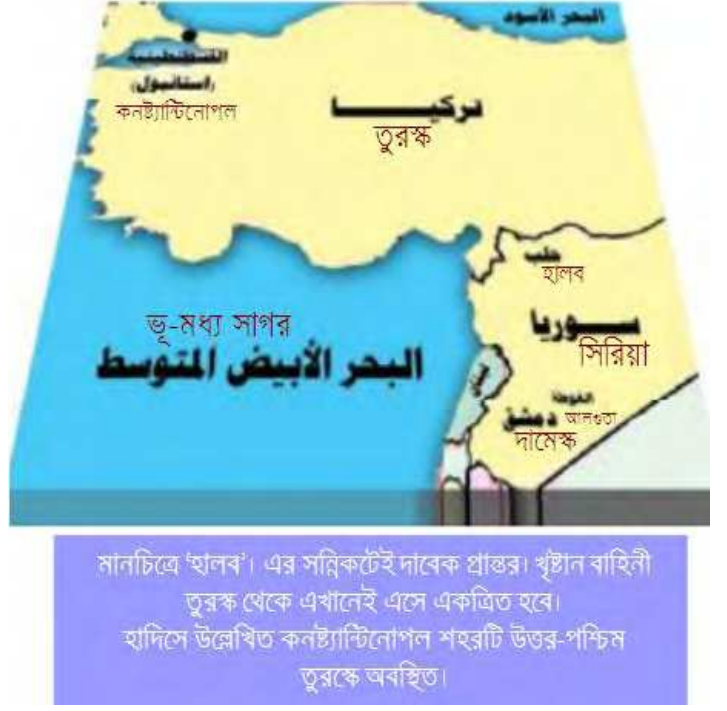 البحر الأسود
القسطنطينية
(استانبول)
কনষ্ট্যান্টিনোপল
تركيا
তুরস্ক
حلب
হালব
ভূ-মধ্য সাগর
البحر الأبيض المتوسط
سوريا
সিরিয়া
لبنان
الغوطة
دمشق আলগুতা
দামেস্ক
মানচিত্রে ‘হালব’। এর সন্নিকটেই দাবেক প্রান্তর। খৃষ্টান বাহিনী
তুরস্ক থেকে এখানেই এসে একত্রিত হবে।
হাদিসে উল্লেখিত কনষ্ট্যান্টিনোপল শহরটি উত্তর-পশ্চিম
তুরস্কে অবস্থিত।